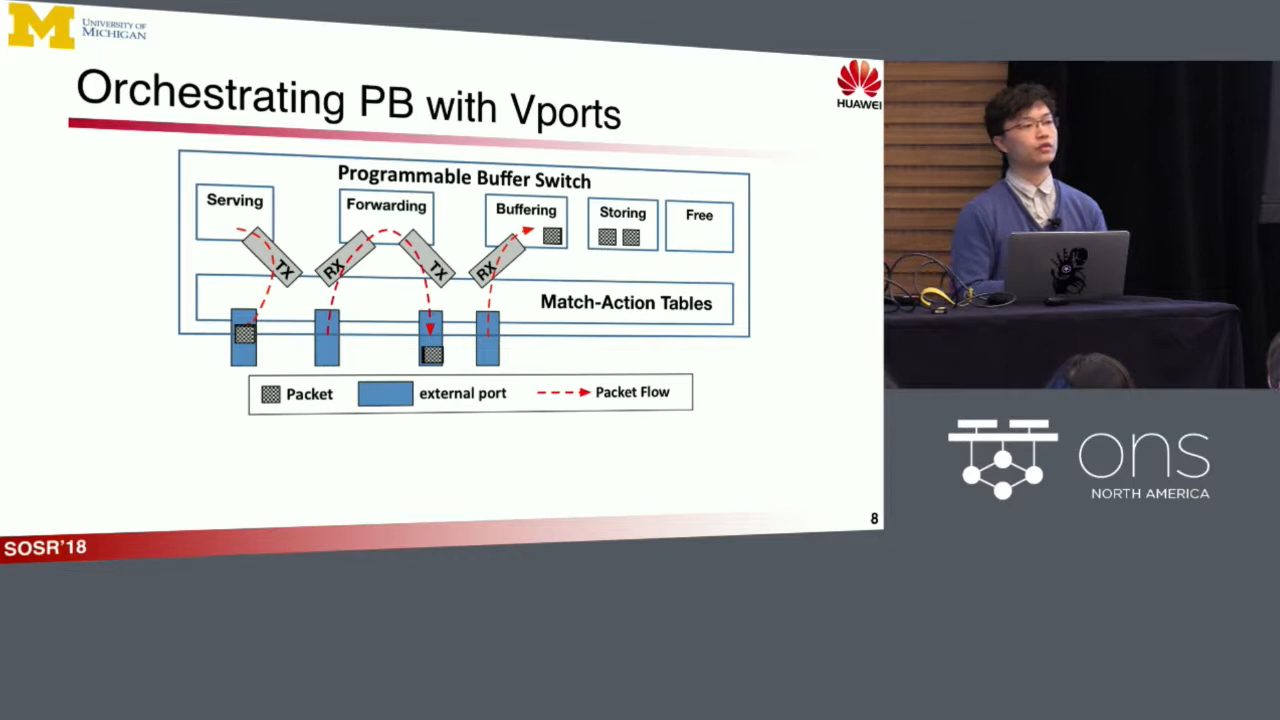 UNIVERSITY OF
MICHIGAN
HUAWEI
Orchestrating PB with Vports
Programmable Buffer Switch
Serving
Forwarding
Buffering
Storing
Free
TX
RX
TX
RX
Match-Action Tables
Packet
external port
Packet Flow
8
SOSR'18
ons
NORTH AMERICA